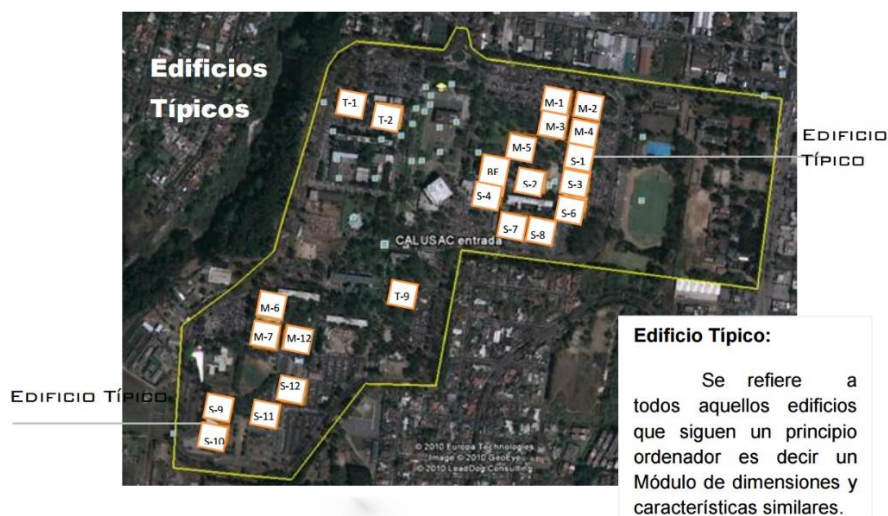 Edificios
Típicos
T-1
T-2
M-1
M-2
M-3
M-4
M-5
S-1
BE
S-2
S-3
S-4
S-6
S-7
S-8
EDIFICIO
TÍPICO
CALUSAC entrada
T-9
M-6
M-7
M-12
S-12
S-9
S-11
S-10
EDIFICIO TÍPICO
© 2010 Europa Technologies
Image © 2010 GeoEye
© 2010 LeadDog Consulting
Edificio Típico:
Se refiere a
todos aquellos edificios
que siguen un principio
ordenador es decir un
Módulo de dimensiones y
características similares.